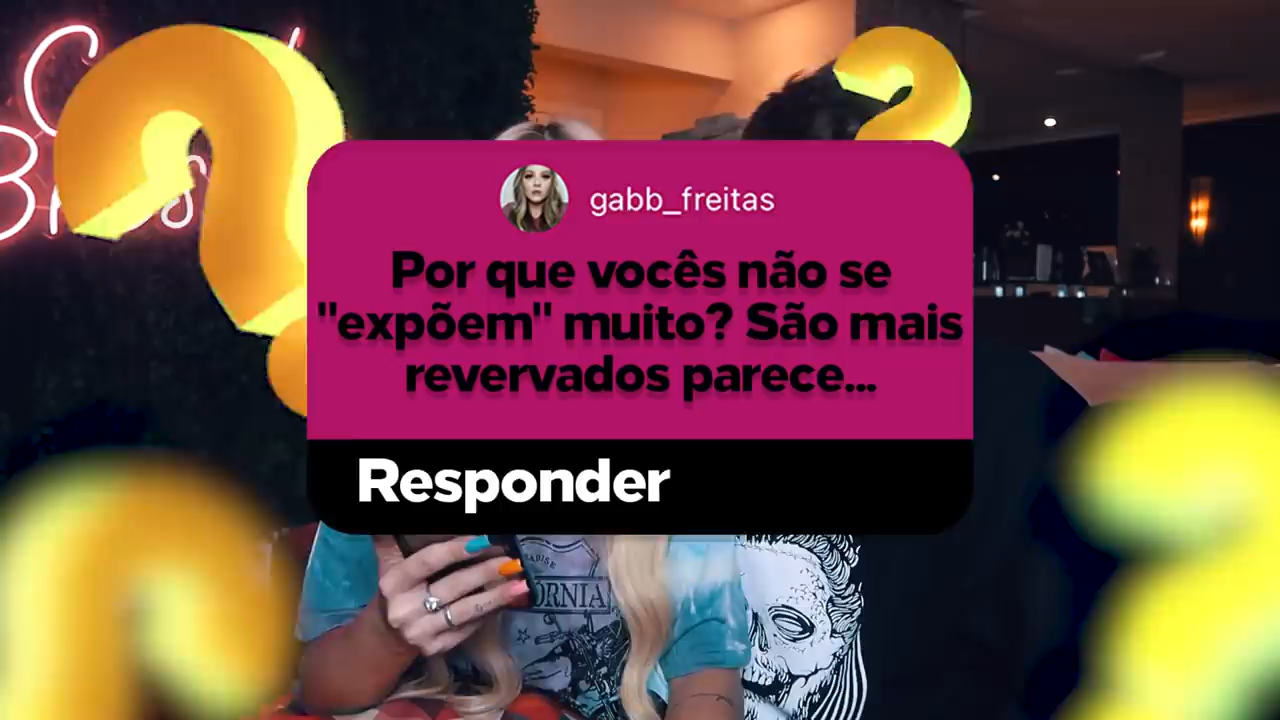 gabb_freitas
Por que vocês não se
"expõem" muito? São mais
revervados parece...
Responder